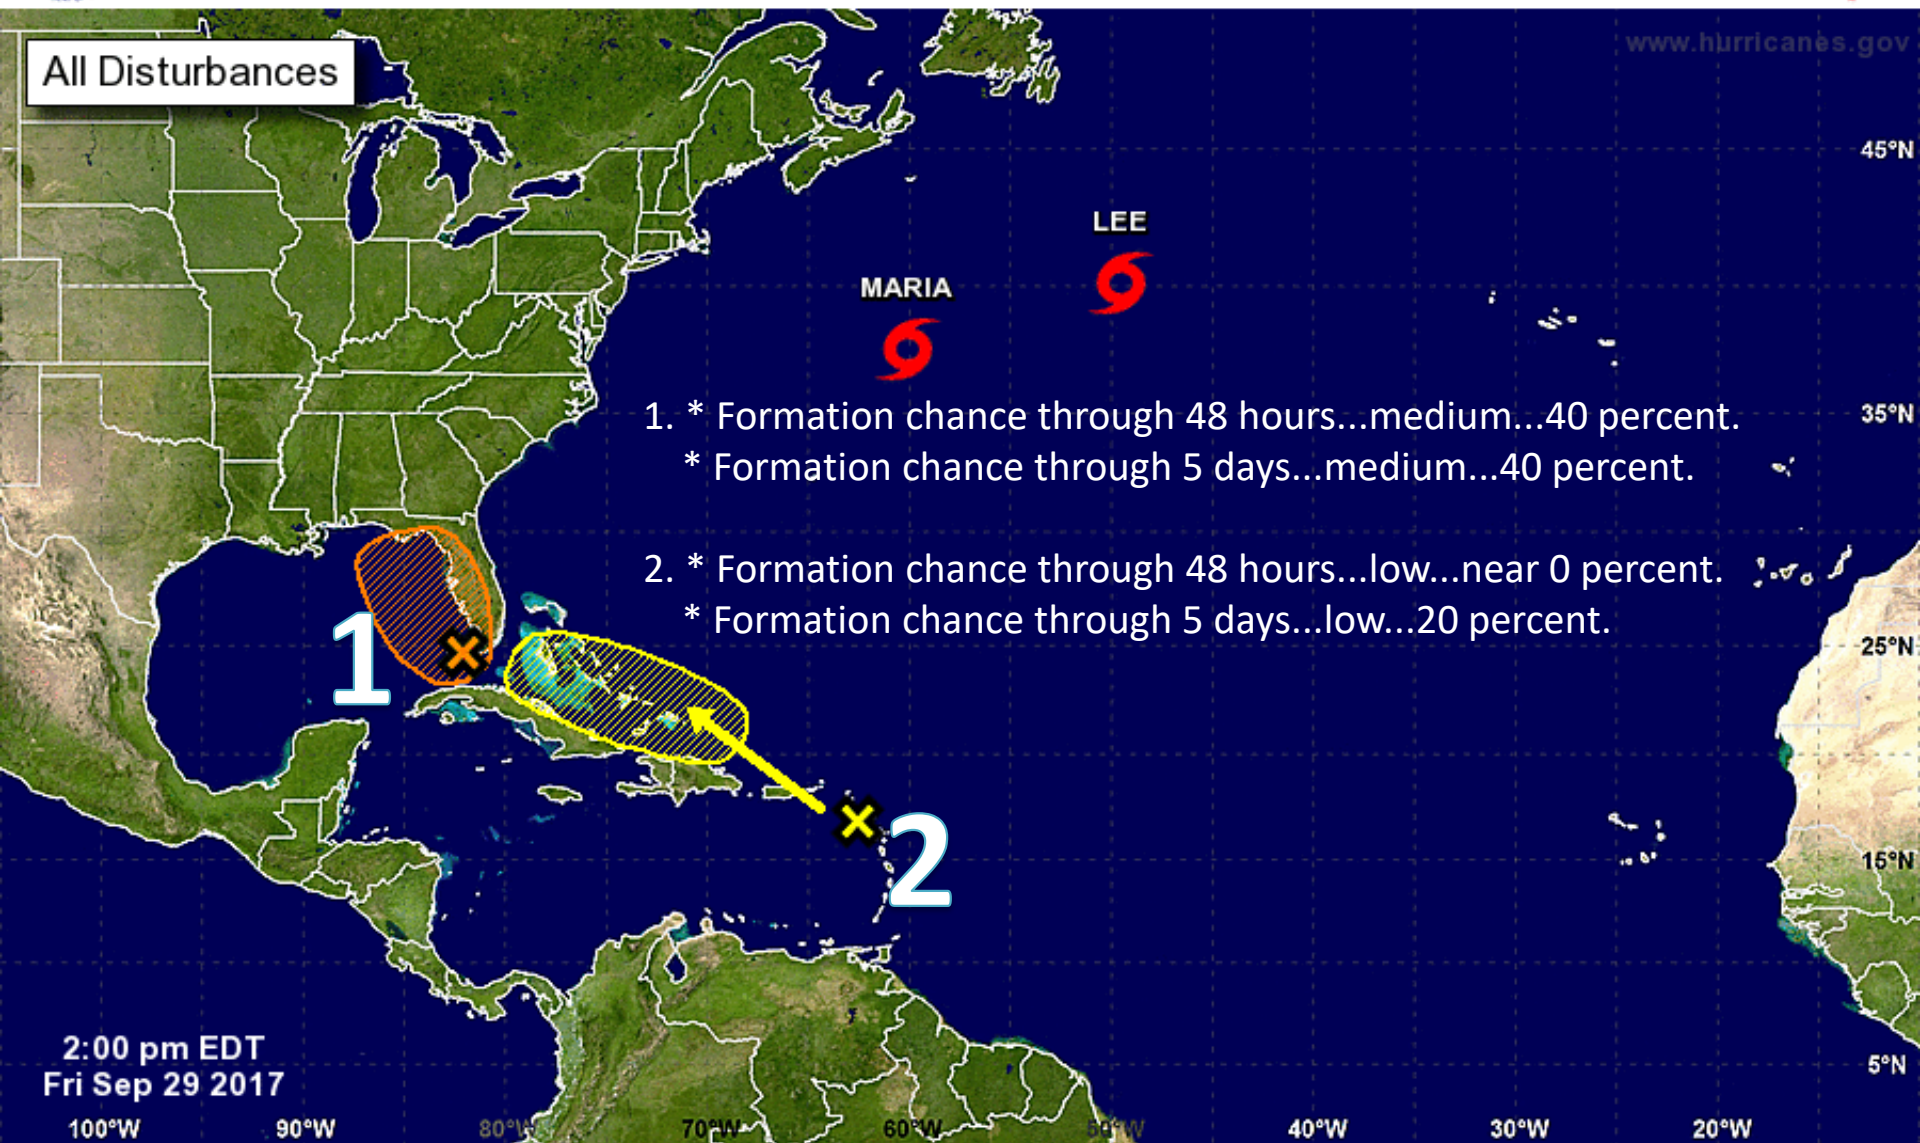 All Disturbances
www.hurricanes.gov
45°N
LEE
MARIA
1. * Formation chance through 48 hours...medium...40 percent.
35°N
* Formation chance through 5 days...medium...40 percent.
2. * Formation chance through 48 hours...low...near 0 percent.
* Formation chance through 5 days...low...20 percent.
25°N
1
2
15°N
2:00 pm EDT
5°N
Fri Sep 29 2017
100°W 90°W 80°W 70°W 60°W 50°W 40°W 30°W 20°W